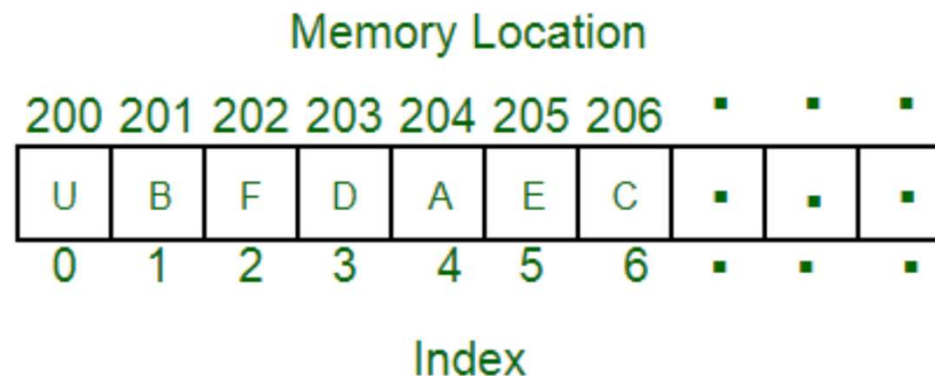 Memory Location
200 201 202 203 204 205 206 . . .
U B F D A E C . . .
0 1 2 3 4 5 6 . . .
Index